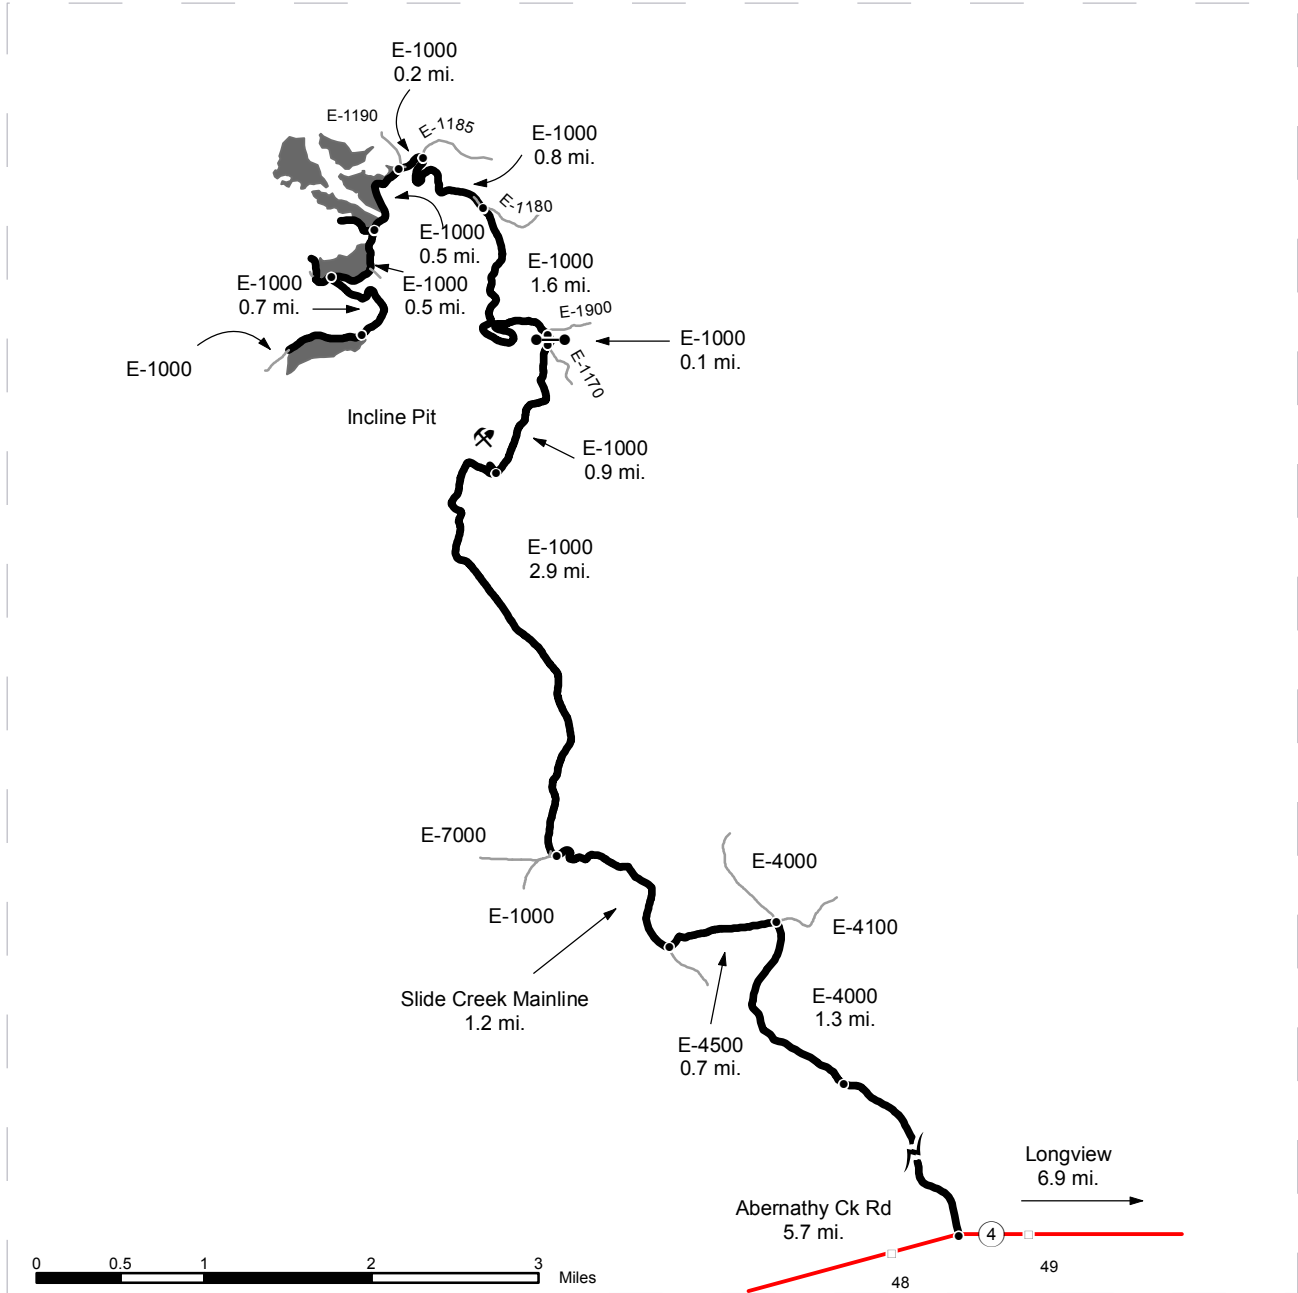 E-1000
0.2 mi.
E-1190
E-1185
E-1000
0.8 mi.
E-1180
E-1000
0.5 mi.
E-1000
1.6 mi.
E-1000
0.7 mi.
E-1000
0.5 mi.
E-1900
E-1000
0.1 mi.
E-1000
E-1170
Incline Pit
E-1000
0.9 mi.
E-1000
2.9 mi.
E-7000
E-4000
E-1000
E-4100
Slide Creek Mainline
1.2 mi.
E-4000
1.3 mi.
E-4500
0.7 mi.
Longview
6.9 mi.
Abernathy Ck Rd
5.7 mi.
4
0 0.5 1 2 3
Miles
48
49